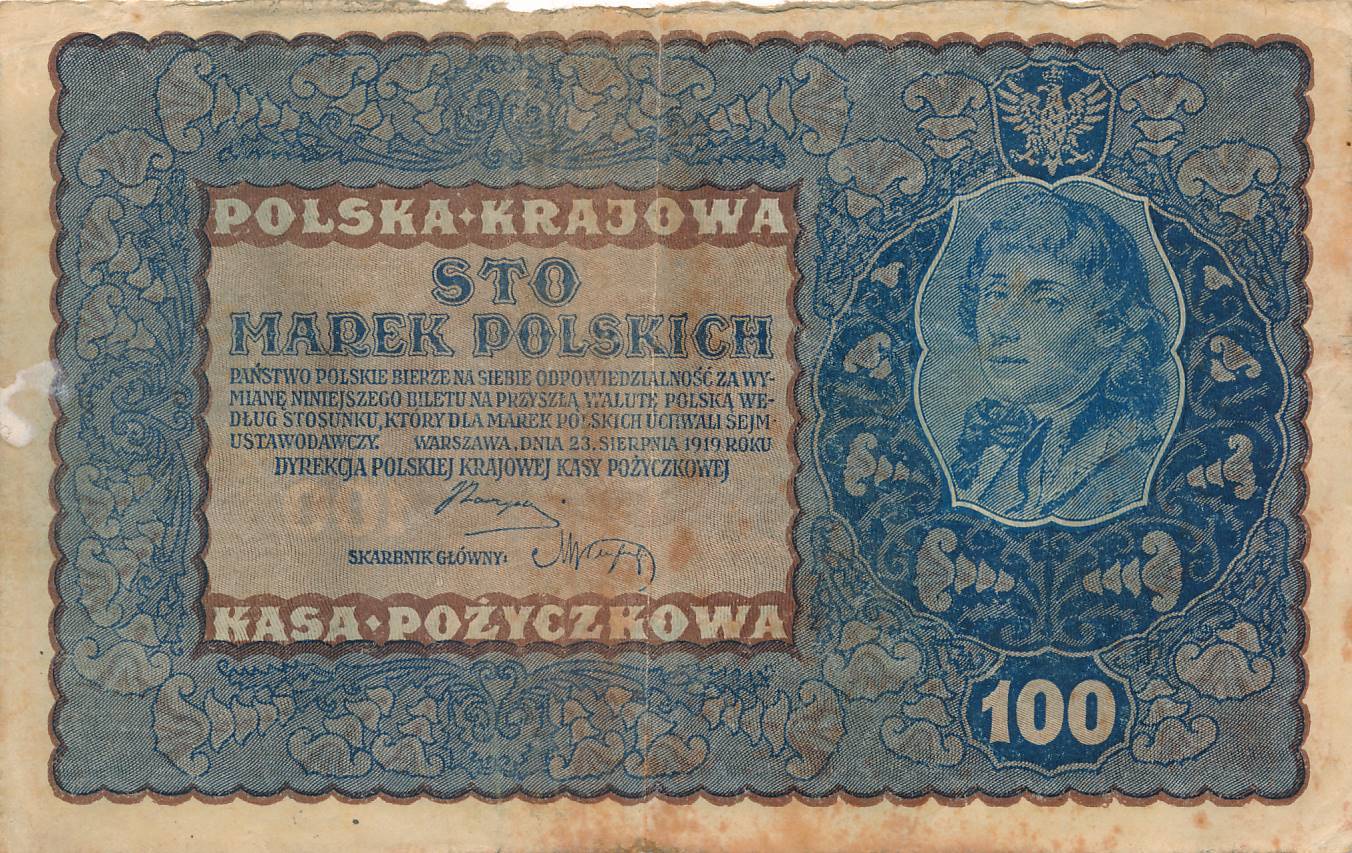 POLSKA·KRAJOWA
STO
MAREK POLSKICH
PAŃSTWO POLSKIE BIERZE NA SIEBIE ODPOWIEDZIALNOŚĆ ZA WY-
MIANĘ NINIEJSZEGO BILETU NA PRZYSZŁĄ WALUTĘ POLSKĄ WE-
DŁUG STOSUNKU, KTÓRY DLA MAREK POLSKICH UCHWALI SEJM
USTAWODAWCZY. WARSZAWA, DNIA 23. SIERPNIA 1919 ROKU
DYREKCJA POLSKIEJ KRAJOWEJ KASY POŻYCZKOWEJ
SKARBNIK GŁÓWNY:
KASA·POŻYCZKOWA
100